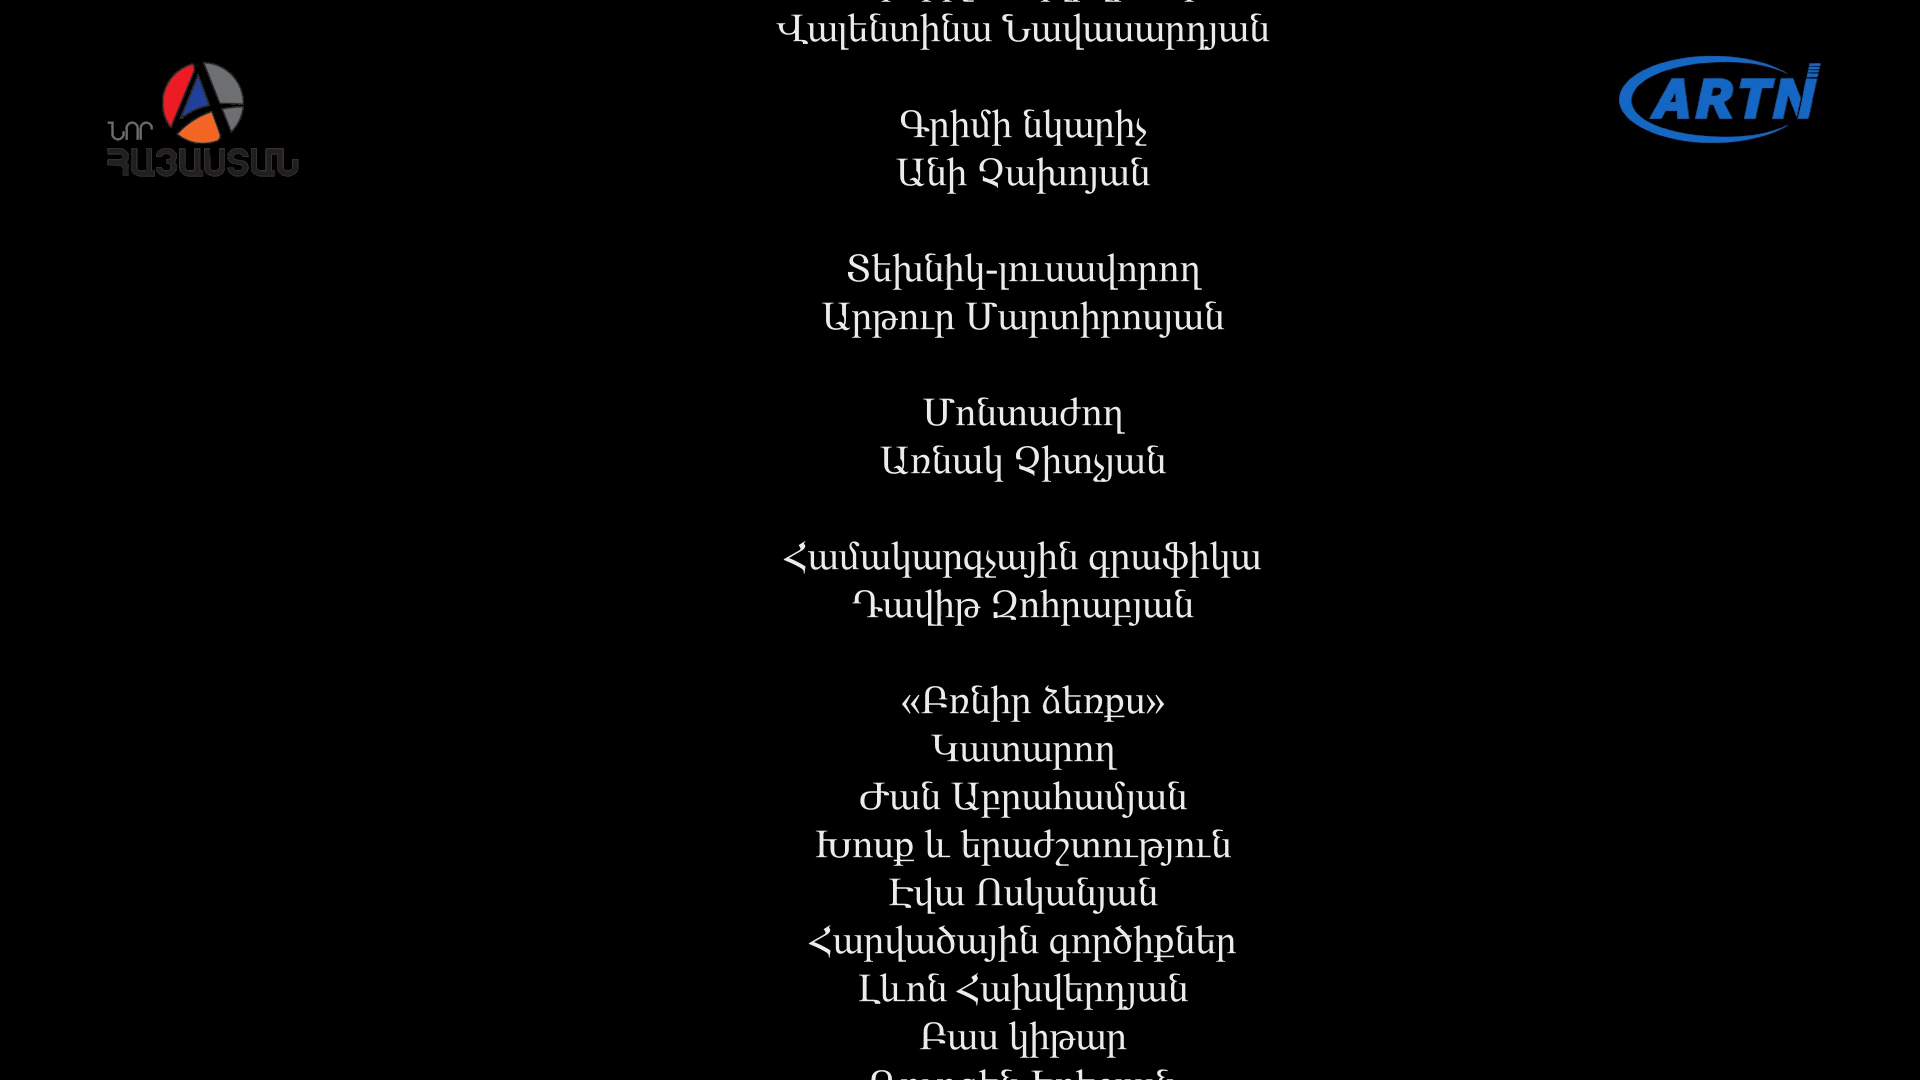 Վալենտինա Նավասարդյան
ՆՈՐ
ՀԱՅԱՍՏԱՆ
ARTN
Գրիմի նկարիչ
Անի Չախոյան
Տեխնիկ-լուսավորող
Արթուր Մարտիրոսյան
Մոնտաժող
Առնակ Չիտչյան
Համակարգչային գրաֆիկա
Դավիթ Զոհրաբյան
«Բռնիր ձեռքս»
Կատարող
Ժան Աբրահամյան
Խոսք և երաժշտություն
Էվա Ոսկանյան
Հարվածային գործիքներ
Լևոն Հախվերդյան
Բաս կիթար